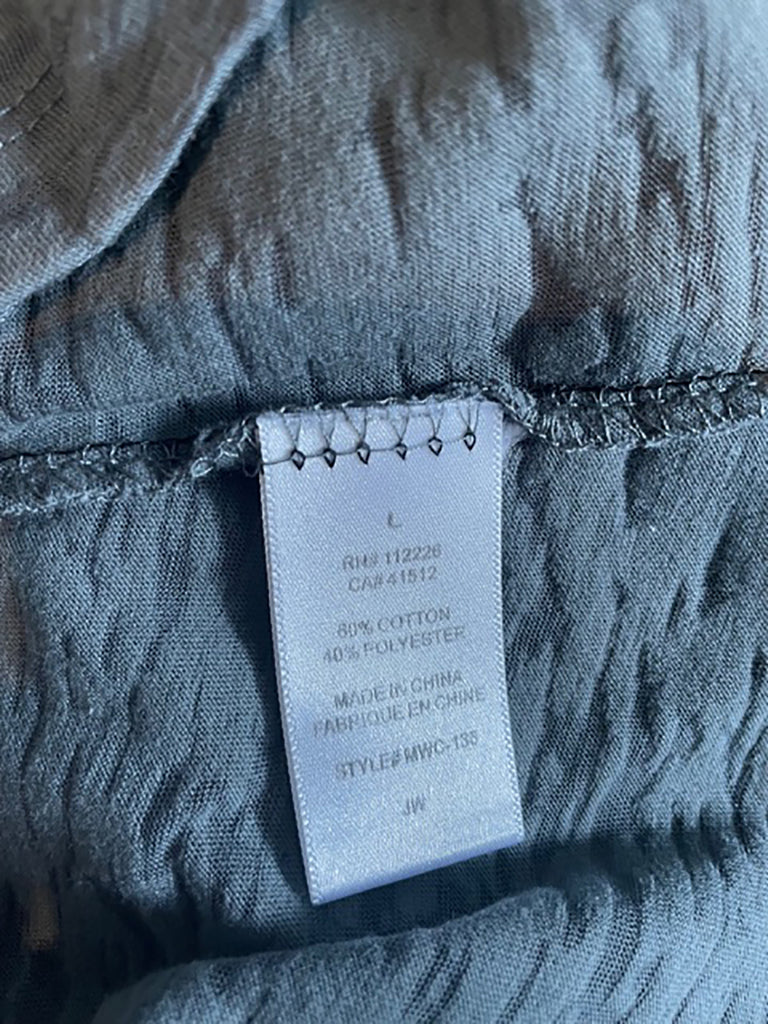 L
RN# 112226
CA# 41512
60% COTTON
40% POLYESTER
MADE IN CHINA
FABRIQUE EN CHINE
STYLE# MWC-135
JW